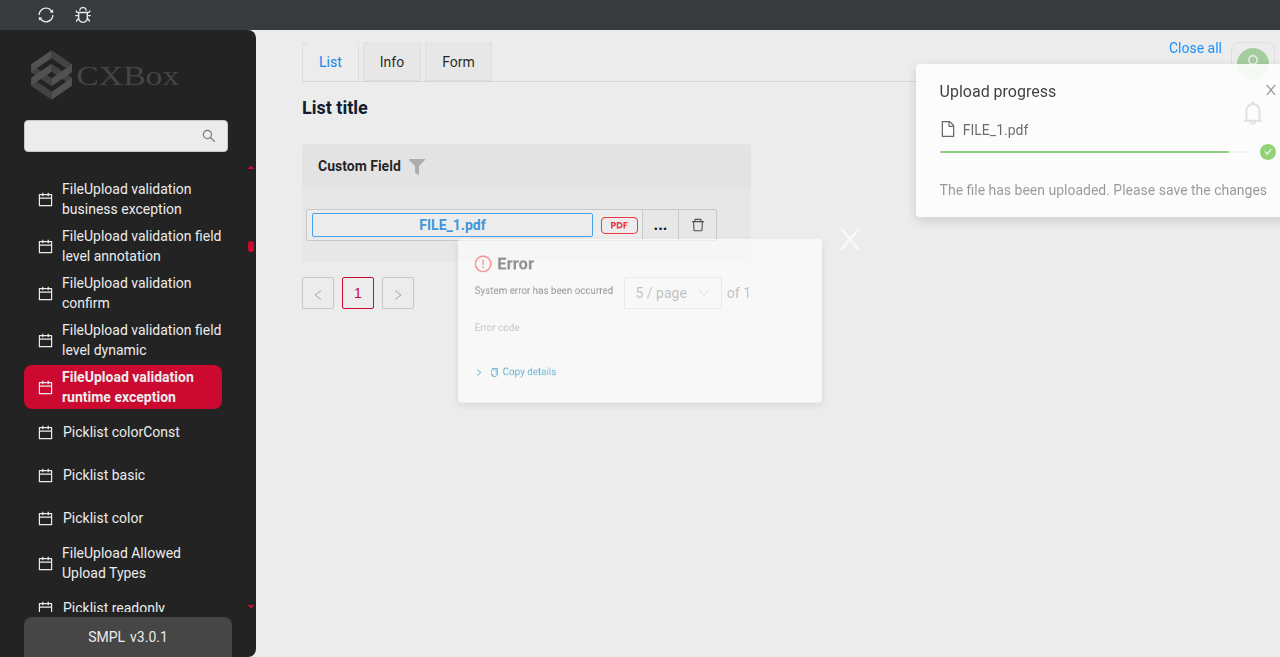 CXBox
FileUpload validation
business exception
FileUpload validation field
level annotation
FileUpload validation
confirm
FileUpload validation field
level dynamic
FileUpload validation
runtime exception
Picklist colorConst
Picklist basic
Picklist color
FileUpload Allowed
Upload Types
Picklist readonly
SMPL v3.0.1
List
Info
Form
Close all
List title
Custom Field
FILE_1.pdf
PDF
...
< 1 >
5 / page
of 1
Error
System error has been occurred
Error code
> Copy details
Upload progress
FILE_1.pdf
The file has been uploaded. Please save the changes